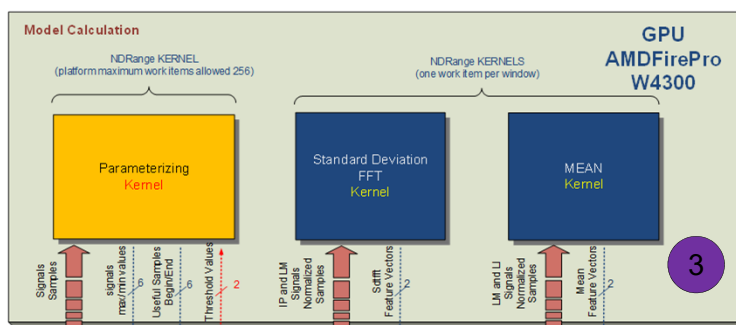 Model Calculation
GPU
AMDFirePro
W4300
NDRange KERNEL
(platform maximum work items allowed 256)
NDRange KERNELS
(one work item per window)
Parameterizing
Kernel
Standard Deviation
FFT
Kernel
MEAN
Kernel
Signals
Samples
signals
max/min values
6
Useful Samples
Begin/End
6
Threshold Values
2
IP and LM
Signals
Normalized
Samples
Stdfft
Feature Vectors
2
LM and LI
Signals
Normalized
Samples
Mean
Feature Vectors
2
3